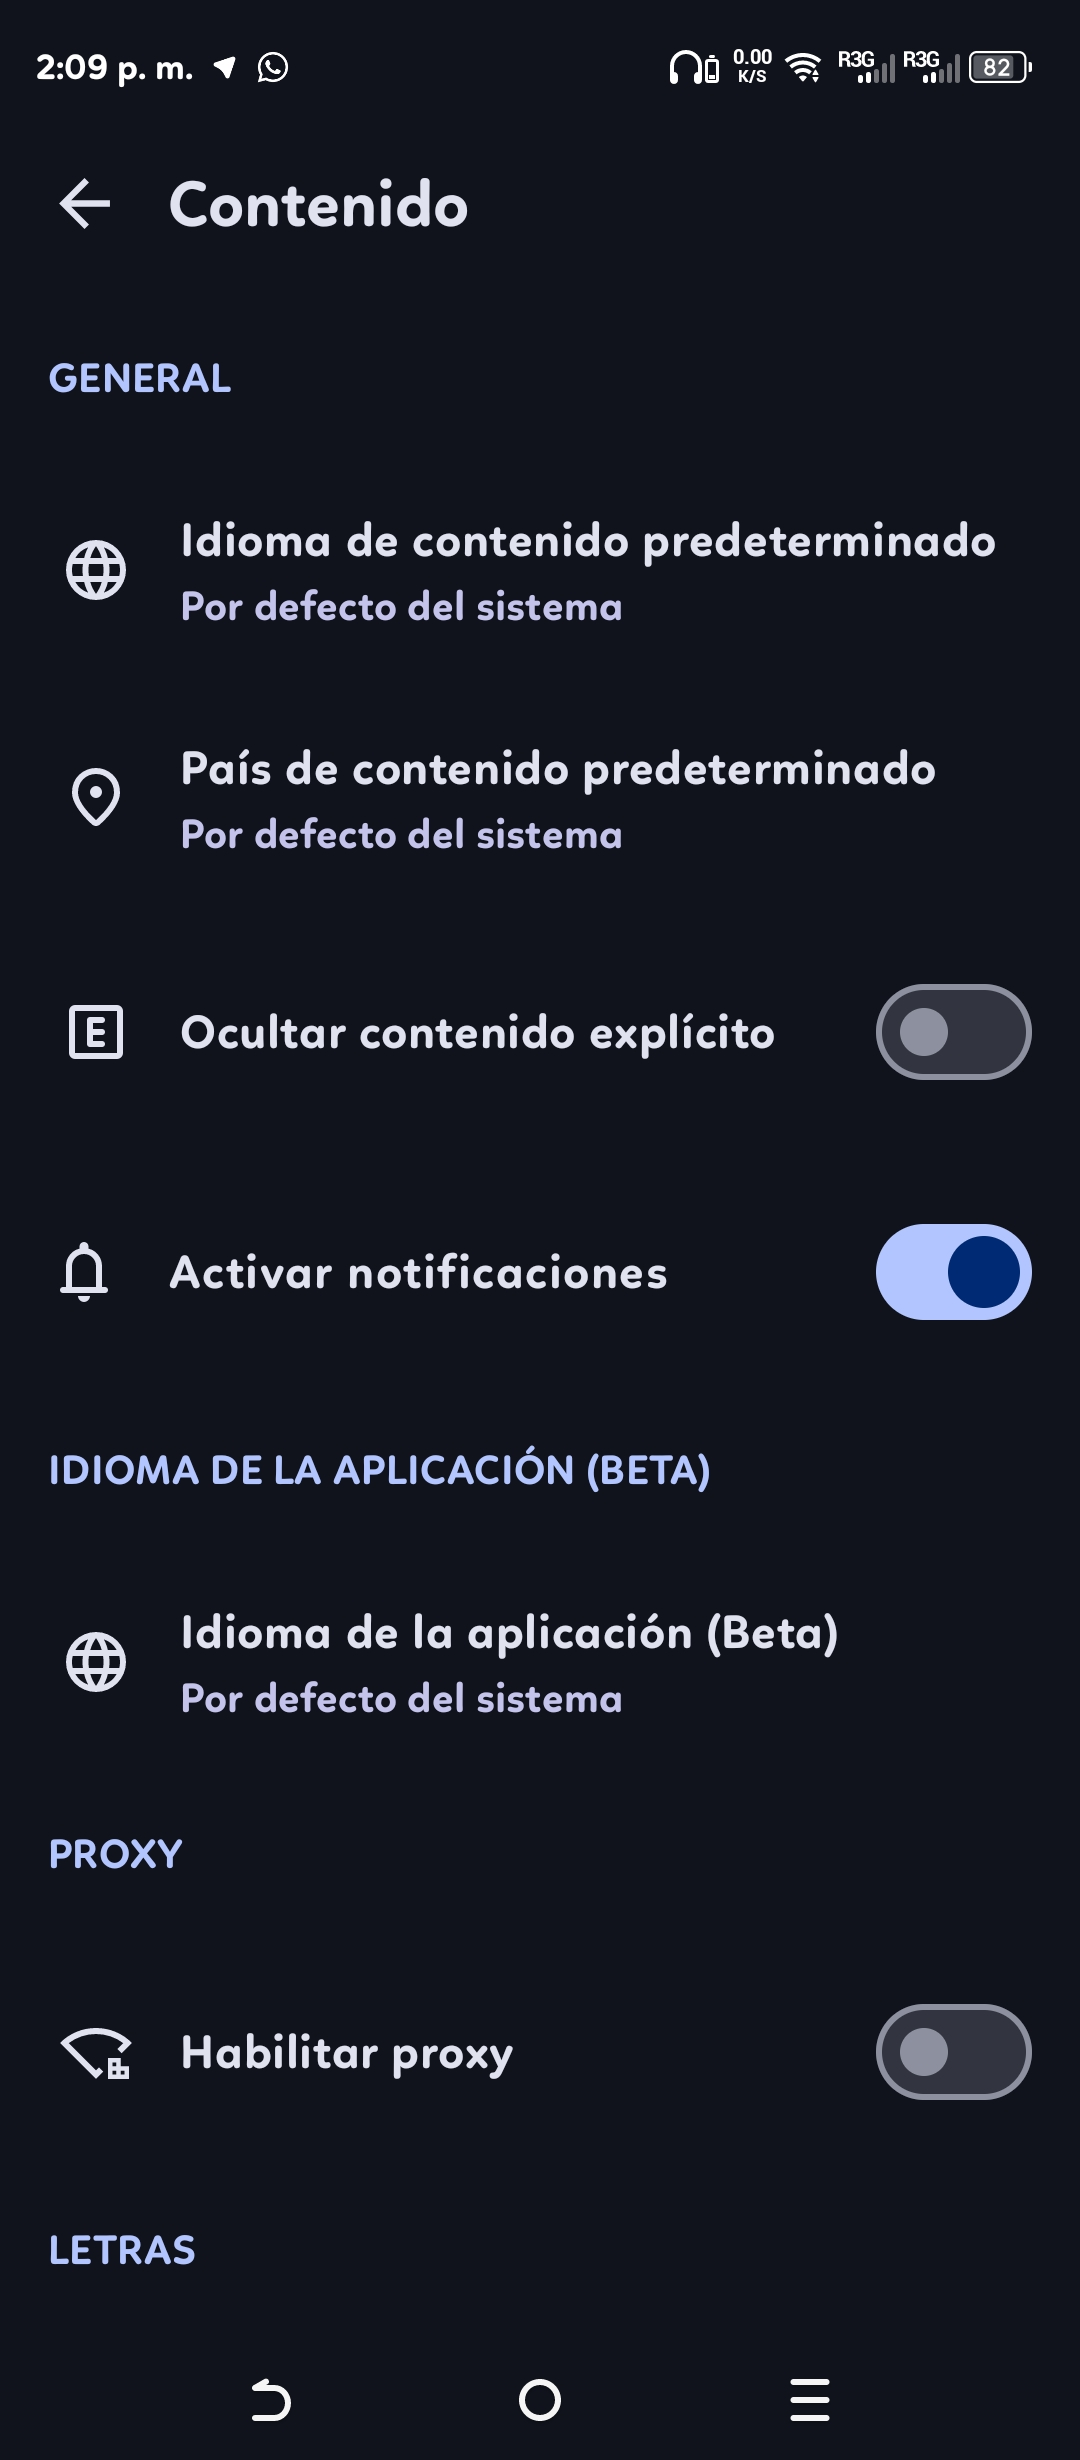 2:09 p. m.
0.00
K/S
R3G
R3G
82
Contenido
GENERAL
Idioma de contenido predeterminado
Por defecto del sistema
País de contenido predeterminado
Por defecto del sistema
E
Ocultar contenido explícito
Activar notificaciones
IDIOMA DE LA APLICACIÓN (BETA)
Idioma de la aplicación (Beta)
Por defecto del sistema
PROXY
Habilitar proxy
LETRAS